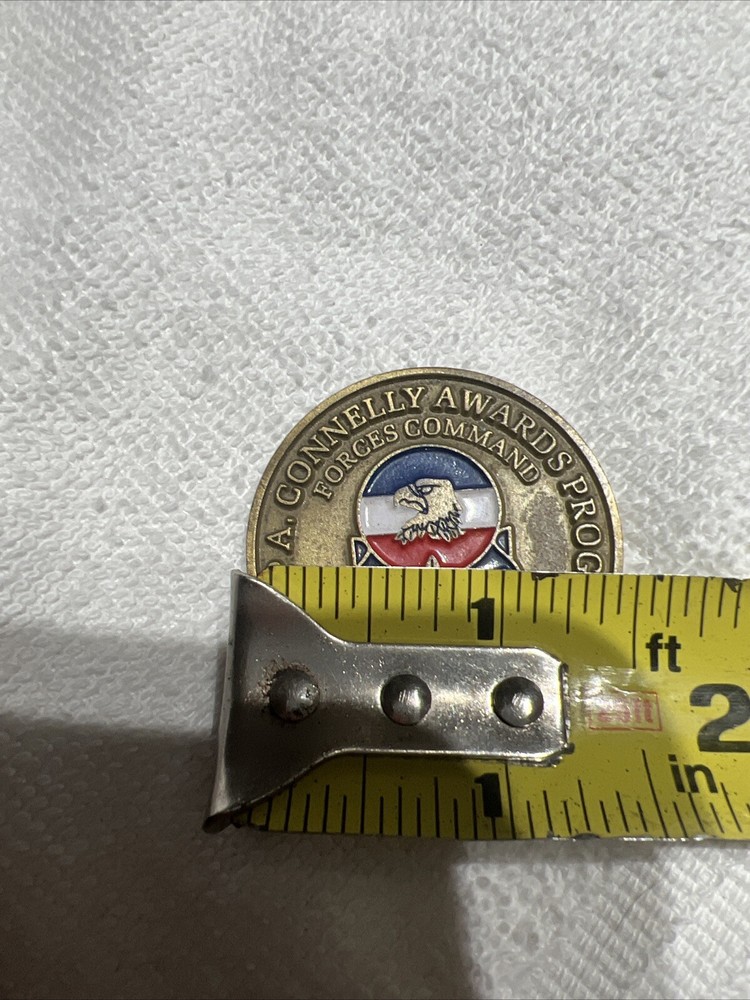 A. CONNELLY AWARDS PROG
FORCES COMMAND
1
ft
2
in
1